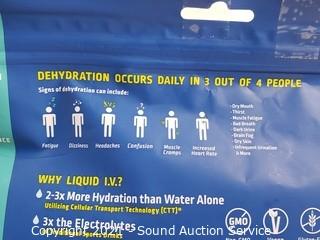 DEHYDRATION OCCURS DAILY IN 3 OUT OF 4 PEOPLE
Signs of dehydration can include:
Fatigue
Dizziness
Headaches
Confusion
Muscle Cramps
Increased Heart Rate
- Dry Mouth
- Thirst
- Muscle Fatigue
- Bad Breath
- Dark Urine
- Brain Fog
- Dry Skin
- Infrequent Urination
& More
WHY LIQUID I.V.?
2-3x More Hydration than Water Alone
Utilizing Cellular Transport Technology (CTT)*
3x the Electrolytes
Sports Drinks
GMO
Vegan
Sound Auction Service